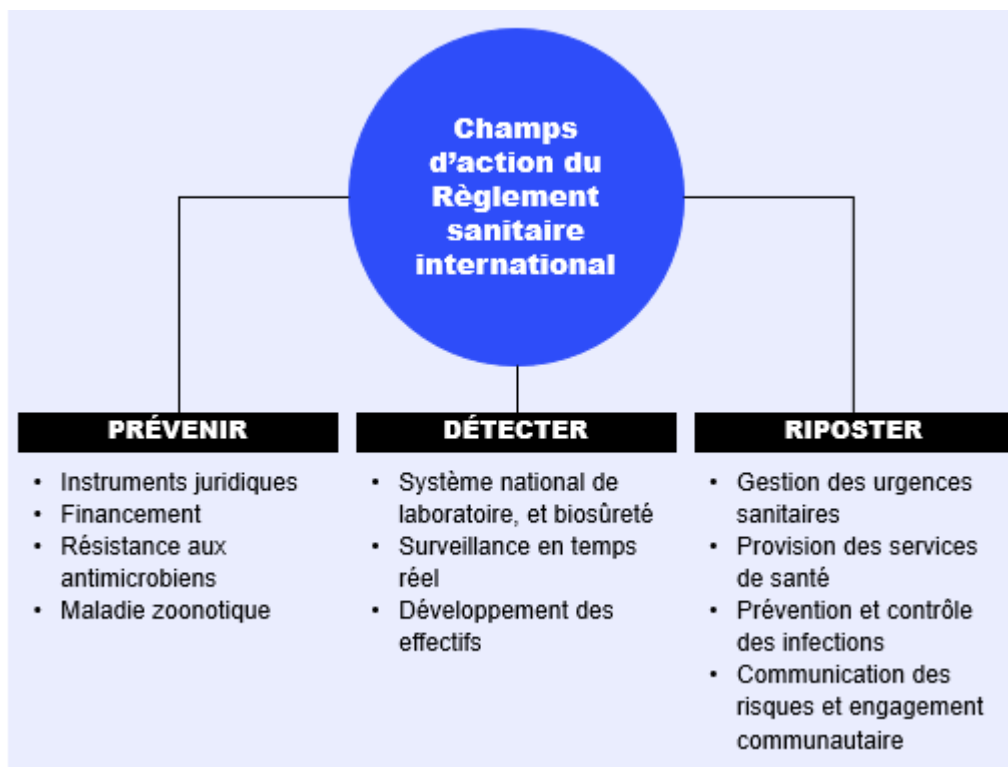 Champs
d'action du
Règlement
sanitaire
international
PRÉVENIR
• Instruments juridiques
• Financement
• Résistance aux
antimicrobiens
• Maladie zoonotique
DÉTECTER
• Système national de
laboratoire, et biosûreté
• Surveillance en temps
réel
• Développement des
effectifs
RIPOSTER
• Gestion des urgences
sanitaires
• Provision des services
de santé
• Prévention et contrôle
des infections
• Communication des
risques et engagement
communautaire